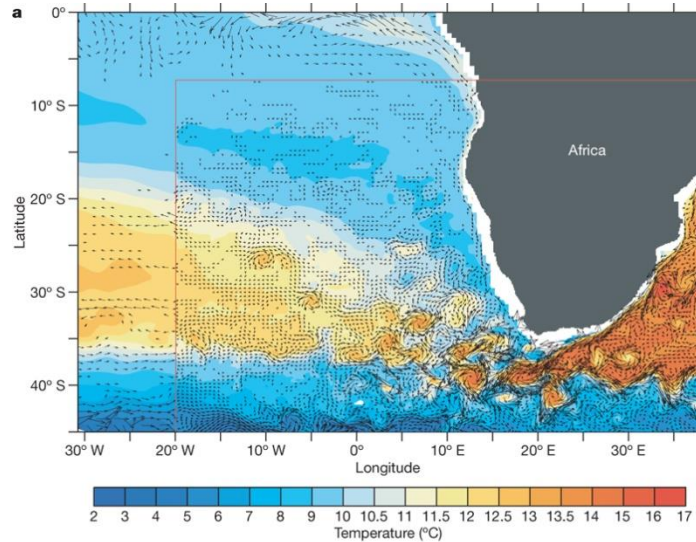 a
0°
10° S
20° S
30° S
40° S
Latitude
Africa
30° W 20° W 10° W 0° 10° E 20° E 30° E
Longitude
2 3 4 5 6 7 8 9 10 10.5 11 11.5 12 12.5 13 13.5 14 15 16 17
Temperature (°C)